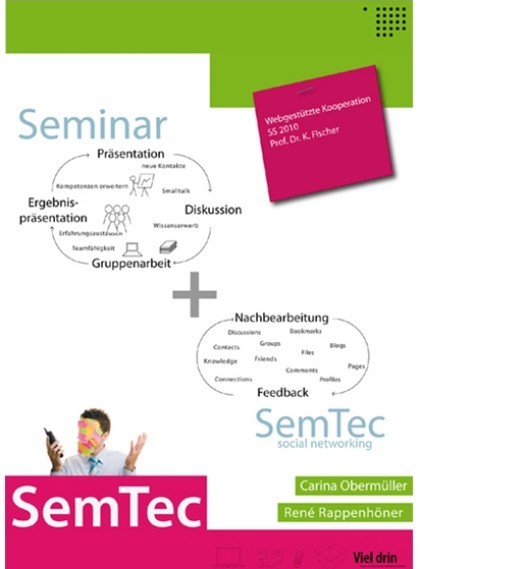 Webgestützte Kooperation
SS 2010
Prof. Dr. K. Fischer
Seminar
Präsentation
neue Kontakte
Kompetenzen erweitern
Smalltalk
Ergebnis-
präsentation
Diskussion
Wissenserwerb
Erfahrungsaustausch
Teamfähigkeit
Gruppenarbeit
+
Nachbearbeitung
Discussions
Bookmarks
Contacts
Groups
Files
Blogs
Knowledge
Friends
Comments
Pages
Connections
Profiles
Feedback
SemTec
social networking
Carina Obermüller
René Rappenhöner
SemTec
Viel drin